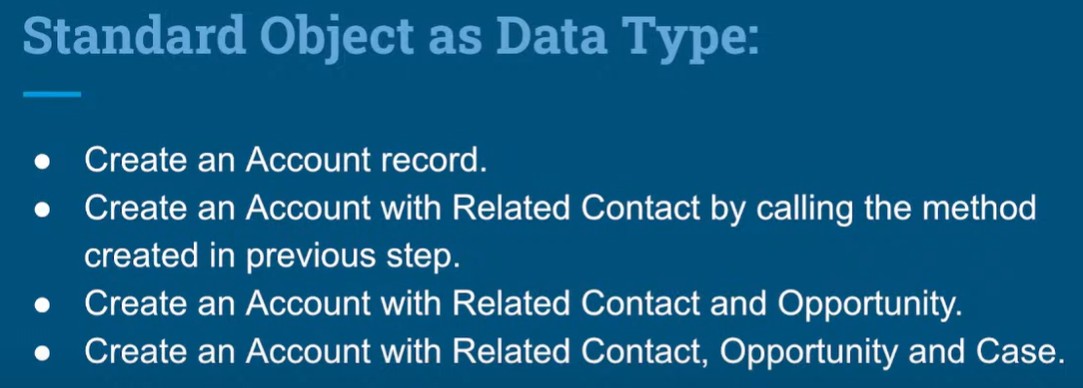 Standard Object as Data Type:
● Create an Account record.
● Create an Account with Related Contact by calling the method
created in previous step.
● Create an Account with Related Contact and Opportunity.
● Create an Account with Related Contact, Opportunity and Case.